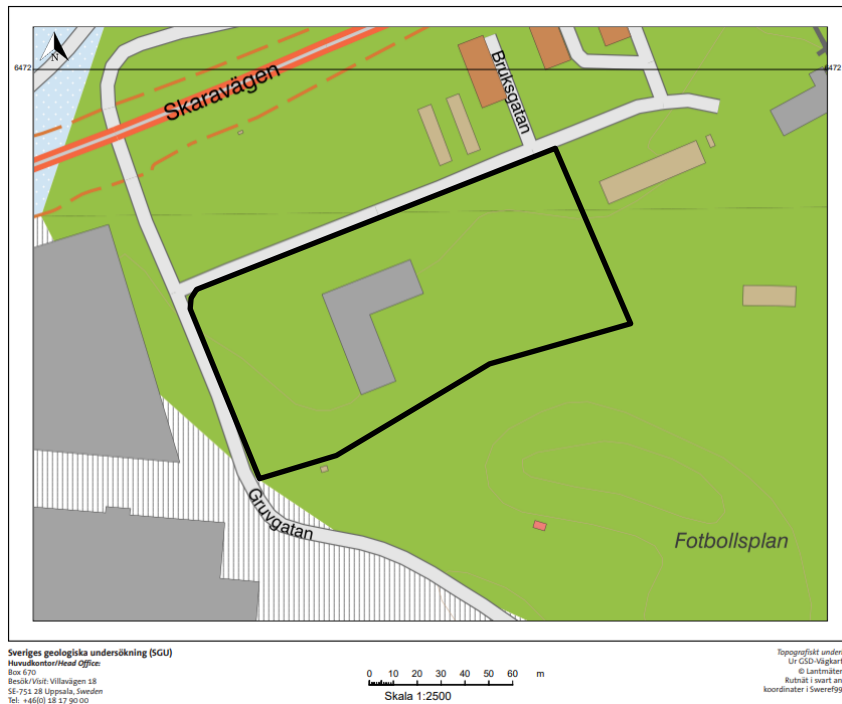 N
6472
6472
Skaravägen
Bruksgatan
Gruvgatan
Fotbollsplan
Sveriges geologiska undersökning (SGU)
Huvudkontor/Head Office:
Box 670
Besök/Visit: Villavägen 18
SE-751 28 Uppsala, Sweden
Tel: +46(0) 18 17 90 00
0 10 20 30 40 50 60 m
Skala 1:2500
Topografiskt under
Ur GSD-Vägkart
© Lantmäter
Rutnät i svart an
koordinater i Sweref99